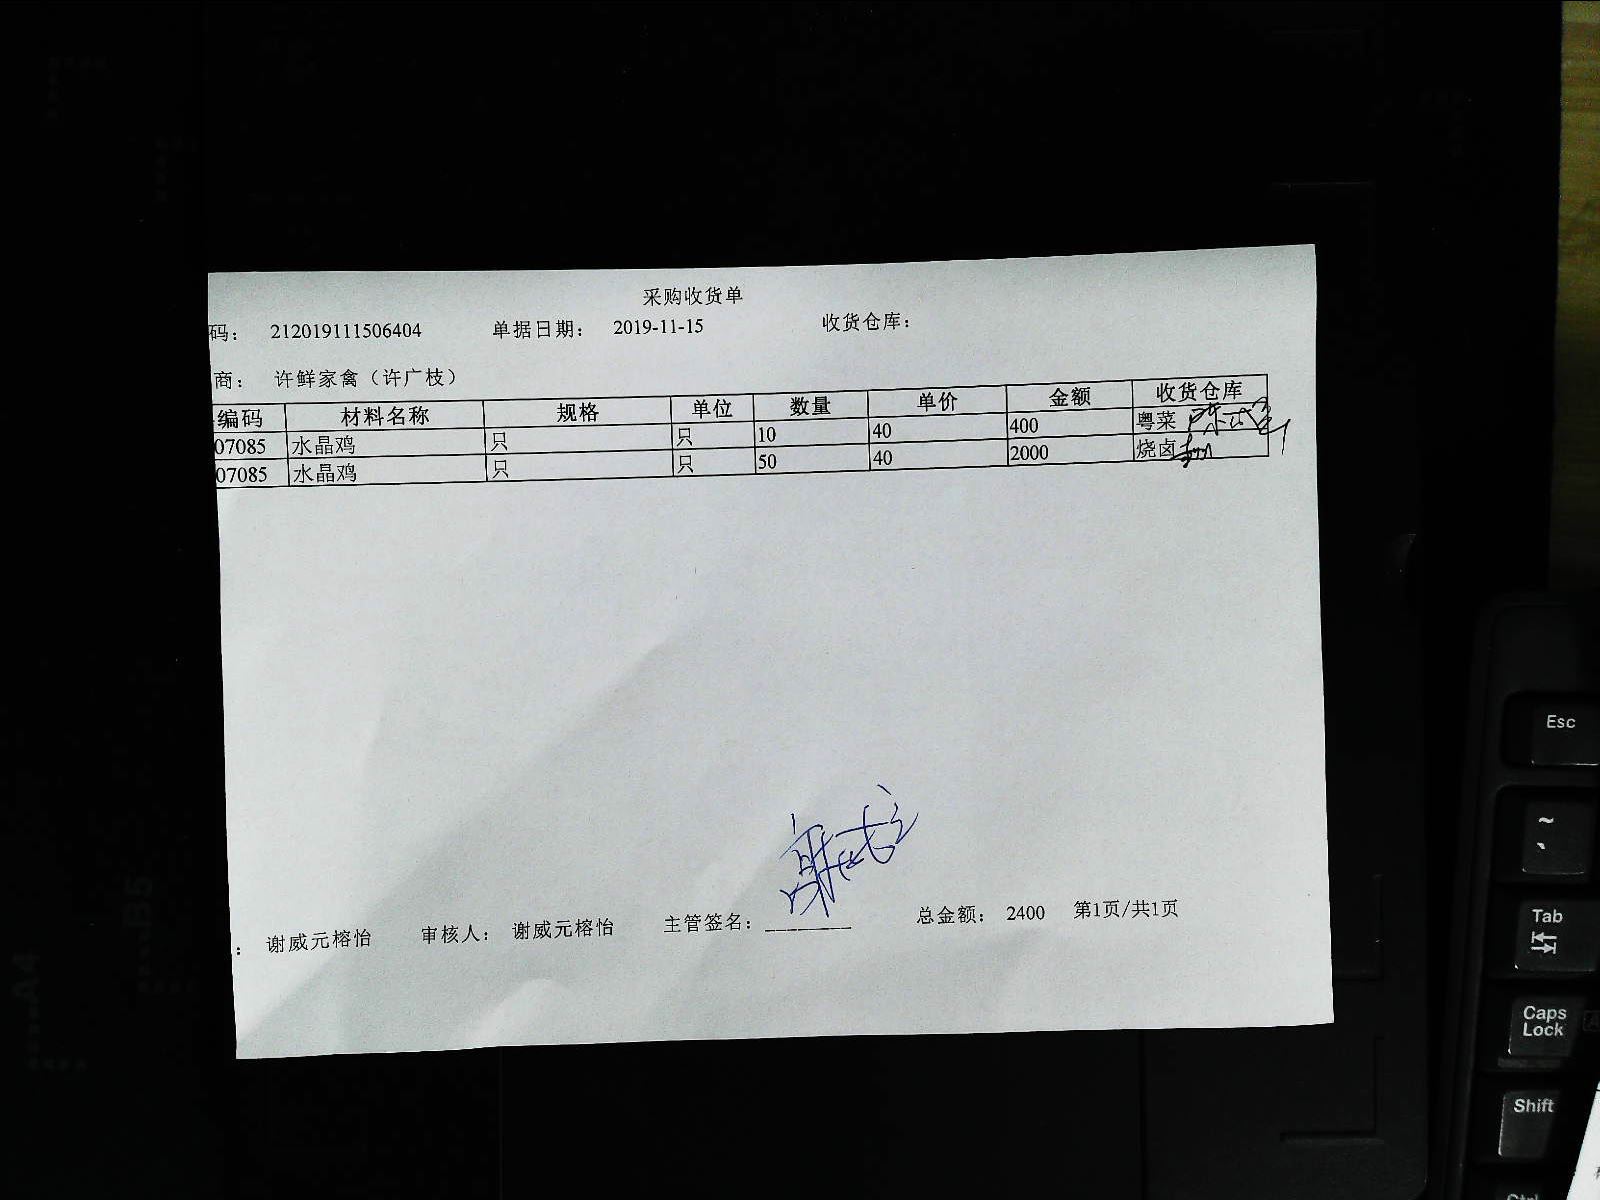 采购收货单
码： 212019111506404 单据日期： 2019-11-15 收货仓库：
商： 许鲜家禽（许广枝）
编码 材料名称 规格 单位 数量 单价 金额 收货仓库
07085 水晶鸡 只 只 10 40 400 粤菜
07085 水晶鸡 只 只 50 40 2000 烧卤
： 谢威元榕怡 审核人： 谢威元榕怡 主管签名：________ 总金额： 2400 第1页/共1页
Esc
~
Tab
Caps
Lock
Shift
B5
A4